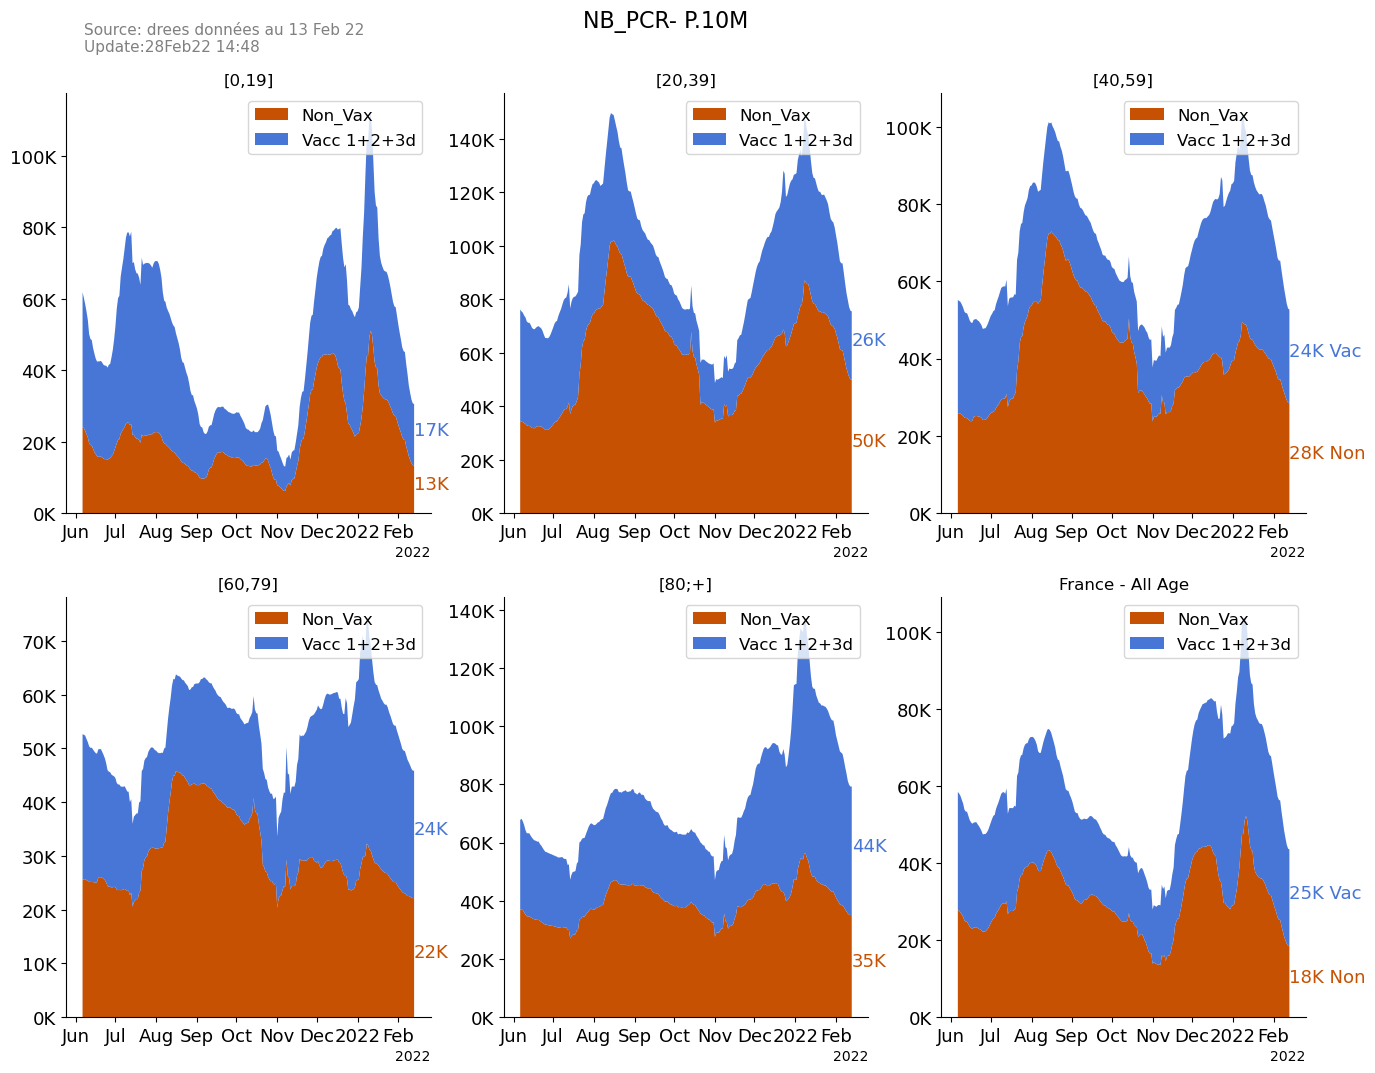 NB_PCR- P.10M
Source: drees données au 13 Feb 22
Update:28Feb22 14:48
[0,19]
Non_Vax
Vacc 1+2+3d
100K
80K
60K
40K
20K
0K
17K
13K
Jun Jul Aug Sep Oct Nov Dec 2022 Feb
2022
[20,39]
Non_Vax
Vacc 1+2+3d
140K
120K
100K
80K
60K
40K
20K
0K
26K
50K
Jun Jul Aug Sep Oct Nov Dec 2022 Feb
2022
[40,59]
Non_Vax
Vacc 1+2+3d
100K
80K
60K
40K
20K
0K
24K Vac
28K Non
Jun Jul Aug Sep Oct Nov Dec 2022 Feb
2022
[60,79]
Non_Vax
Vacc 1+2+3d
70K
60K
50K
40K
30K
20K
10K
0K
24K
22K
Jun Jul Aug Sep Oct Nov Dec 2022 Feb
2022
[80;+]
Non_Vax
Vacc 1+2+3d
140K
120K
100K
80K
60K
40K
20K
0K
44K
35K
Jun Jul Aug Sep Oct Nov Dec 2022 Feb
2022
France - All Age
Non_Vax
Vacc 1+2+3d
100K
80K
60K
40K
20K
0K
25K Vac
18K Non
Jun Jul Aug Sep Oct Nov Dec 2022 Feb
2022